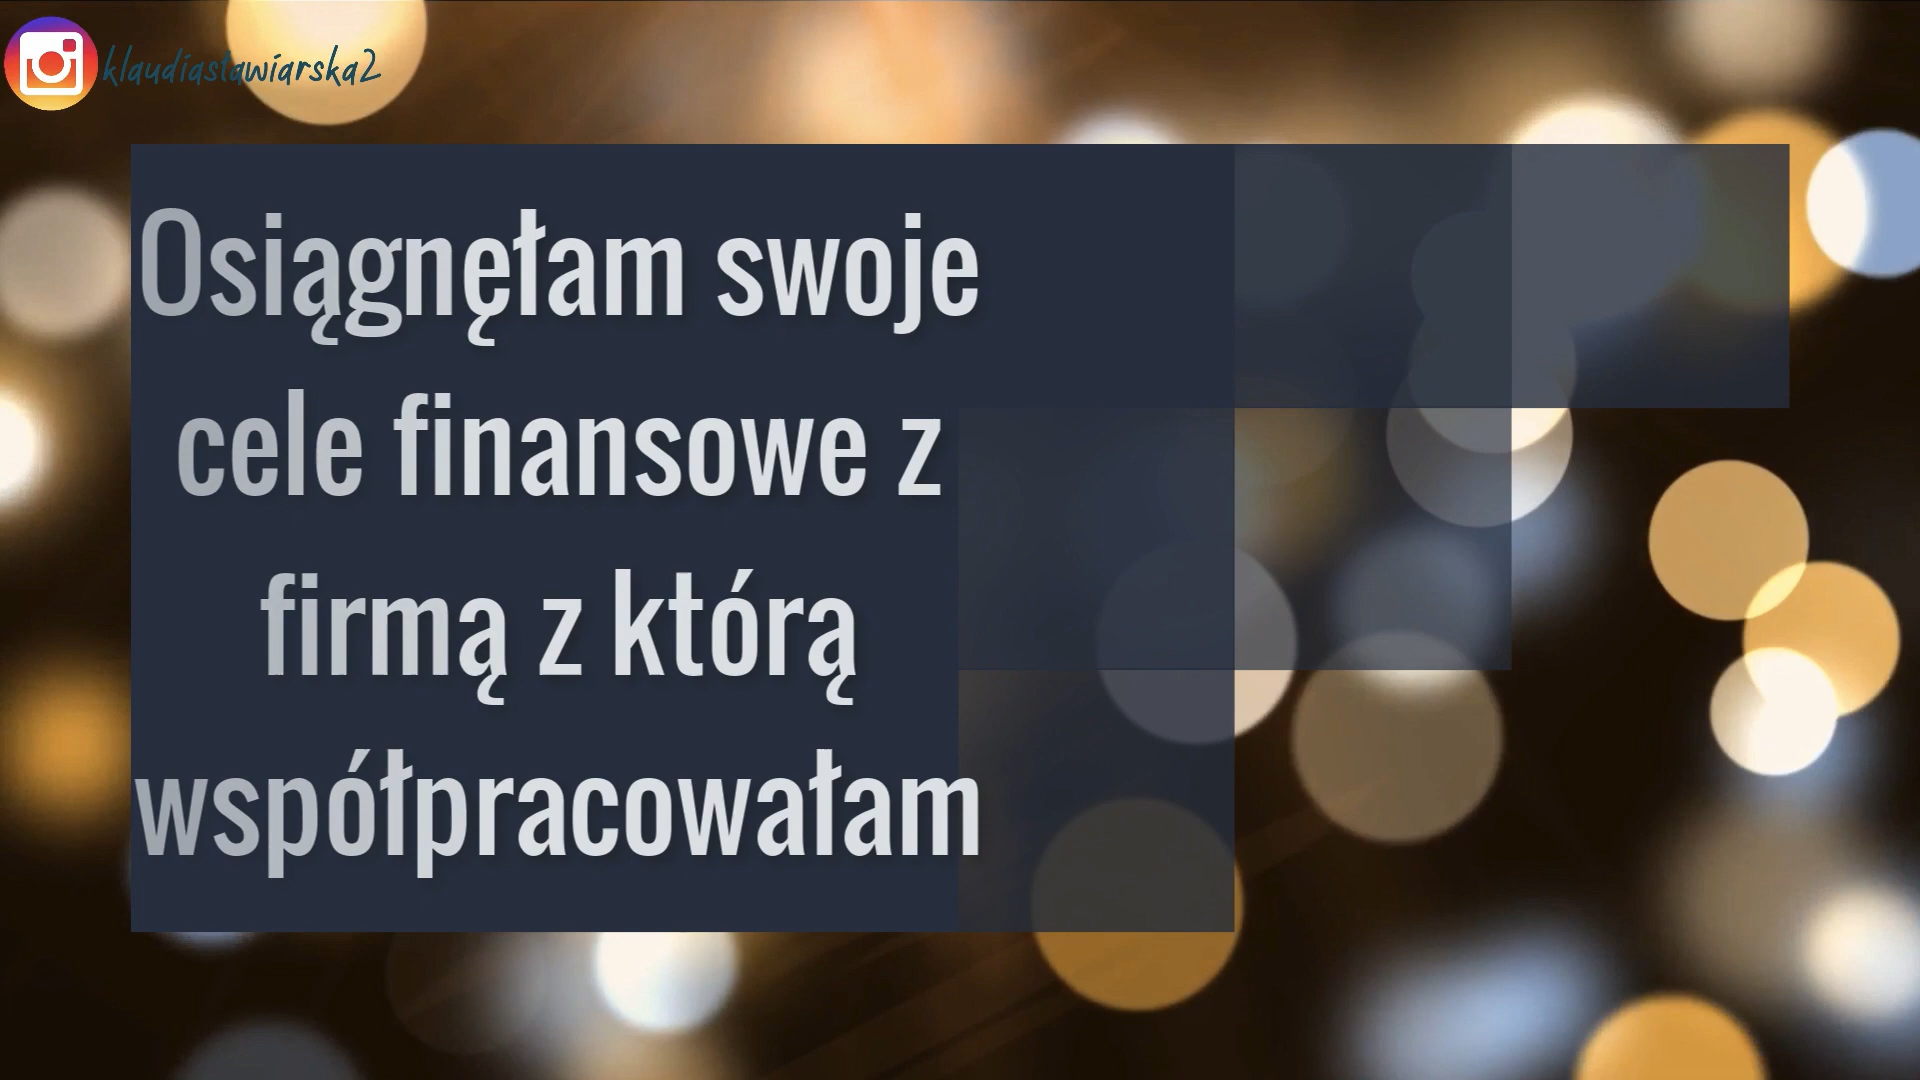 klaudiastawiarska2
Osiągnęłam swoje
cele finansowe z
firmą z którą
współpracowałam